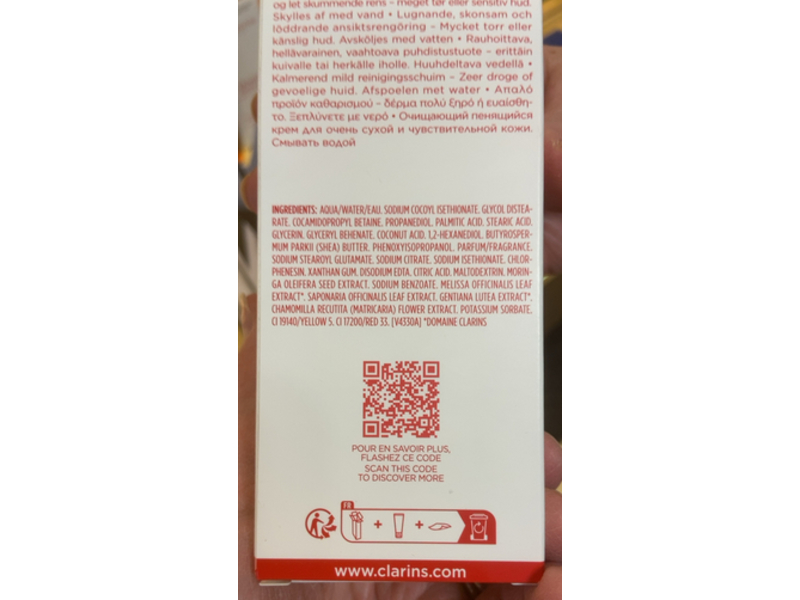 og let skummende rens – meget tør eller sensitiv hud.
Skylles af med vand • Lugnande, skonsam och
löddrande ansiktsrengöring – Mycket torr eller
känslig hud. Avsköljes med vatten • Rauhoittava,
hellävarainen, vaahtoava puhdistustuote – erittäin
kuivalle tai herkälle iholle. Huuhdeltava vedellä •
Kalmerend mild reinigingsschuim – Zeer droge of
gevoelige huid. Afspoelen met water • Απαλό
προϊόν καθαρισμού – δέρμα πολύ ξηρό ή ευαίσθη-
το. Ξεπλύνετε με νερό • Очищающий пенящийся
крем для очень сухой и чувствительной кожи.
Смывать водой
INGREDIENTS: AQUA/WATER/EAU. SODIUM COCOYL ISETHIONATE. GLYCOL DISTEA-
RATE. COCAMIDOPROPYL BETAINE. PROPANEDIOL. PALMITIC ACID. STEARIC ACID.
GLYCERIN. GLYCERYL BEHENATE. COCONUT ACID. 1,2-HEXANEDIOL. BUTYROSPER-
MUM PARKII (SHEA) BUTTER. PHENOXYISOPROPANOL. PARFUM/FRAGRANCE.
SODIUM STEAROYL GLUTAMATE. SODIUM CITRATE. SODIUM ISETHIONATE. CHLOR-
PHENESIN. XANTHAN GUM. DISODIUM EDTA. CITRIC ACID. MALTODEXTRIN. MORIN-
GA OLEIFERA SEED EXTRACT. SODIUM BENZOATE. MELISSA OFFICINALIS LEAF
EXTRACT*. SAPONARIA OFFICINALIS LEAF EXTRACT. GENTIANA LUTEA EXTRACT*.
CHAMOMILLA RECUTITA (MATRICARIA) FLOWER EXTRACT. POTASSIUM SORBATE.
CI 19140/YELLOW 5. CI 17200/RED 33. [V4330A] *DOMAINE CLARINS
POUR EN SAVOIR PLUS,
FLASHEZ CE CODE
SCAN THIS CODE
TO DISCOVER MORE
FR
+ +
www.clarins.com